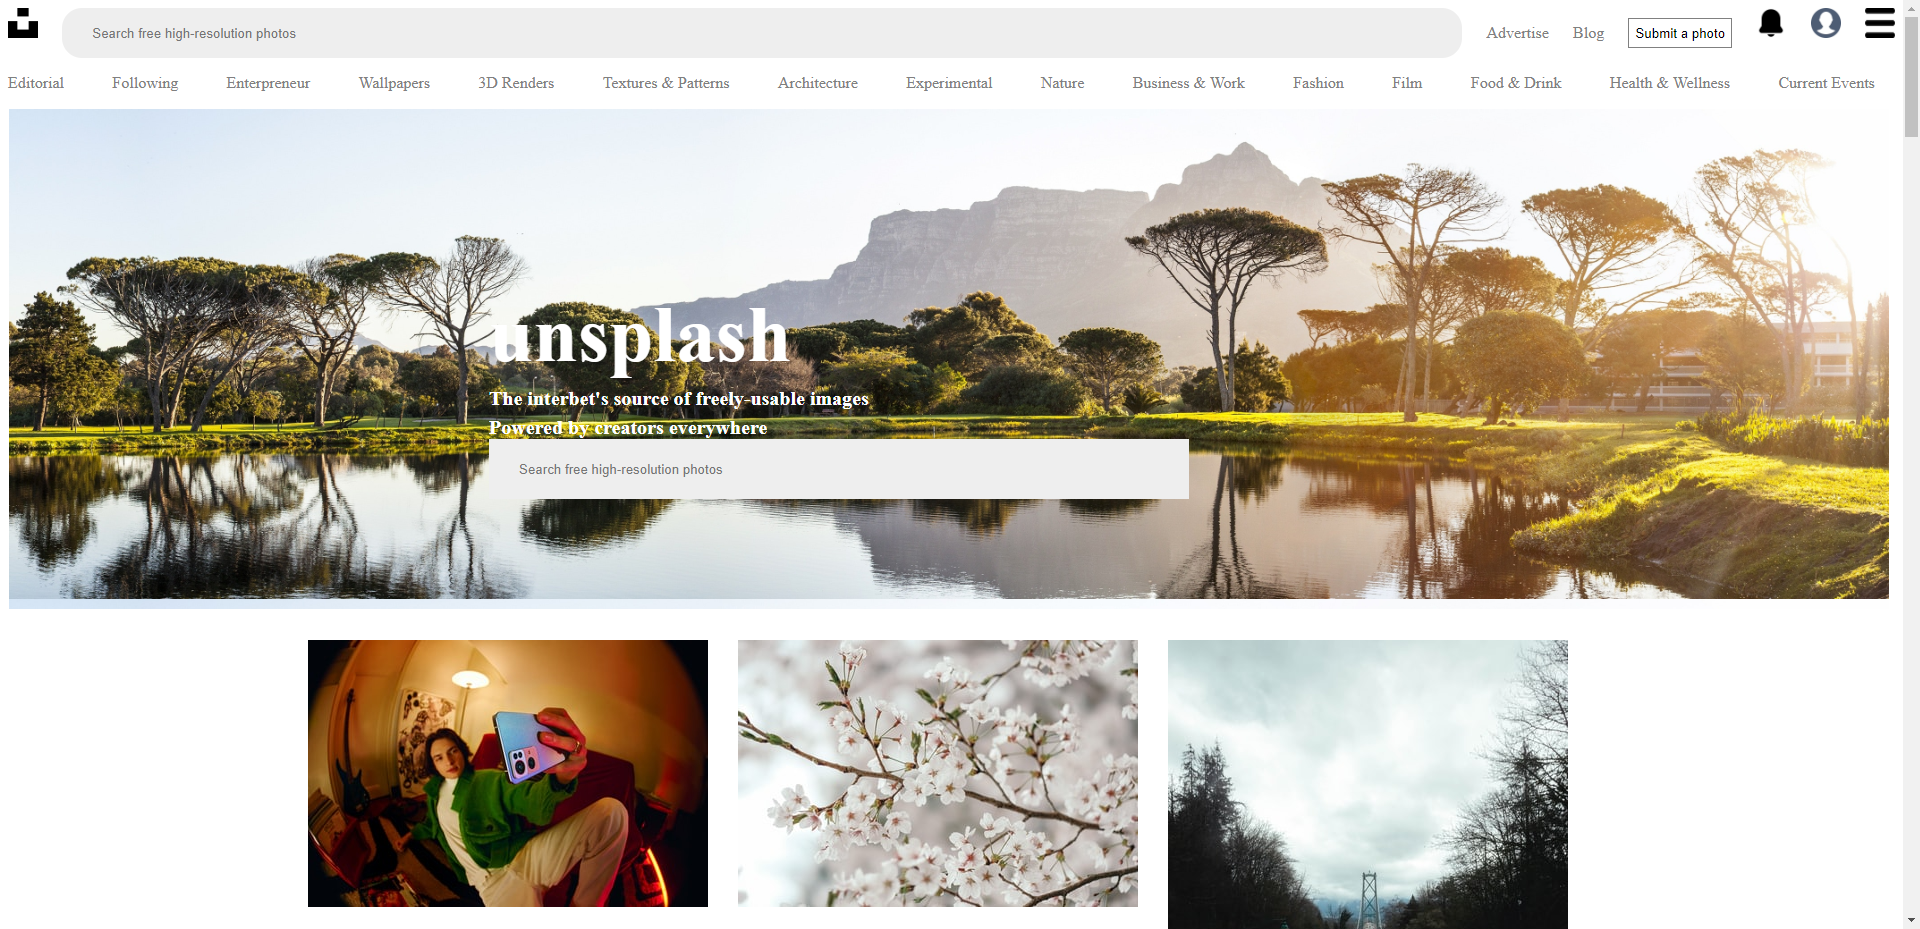 Search free high-resolution photos
Advertise
Blog
Submit a photo
Editorial
Following
Enterpreneur
Wallpapers
3D Renders
Textures & Patterns
Architecture
Experimental
Nature
Business & Work
Fashion
Film
Food & Drink
Health & Wellness
Current Events
unsplash
The interbet's source of freely-usable images
Powered by creators everywhere
Search free high-resolution photos